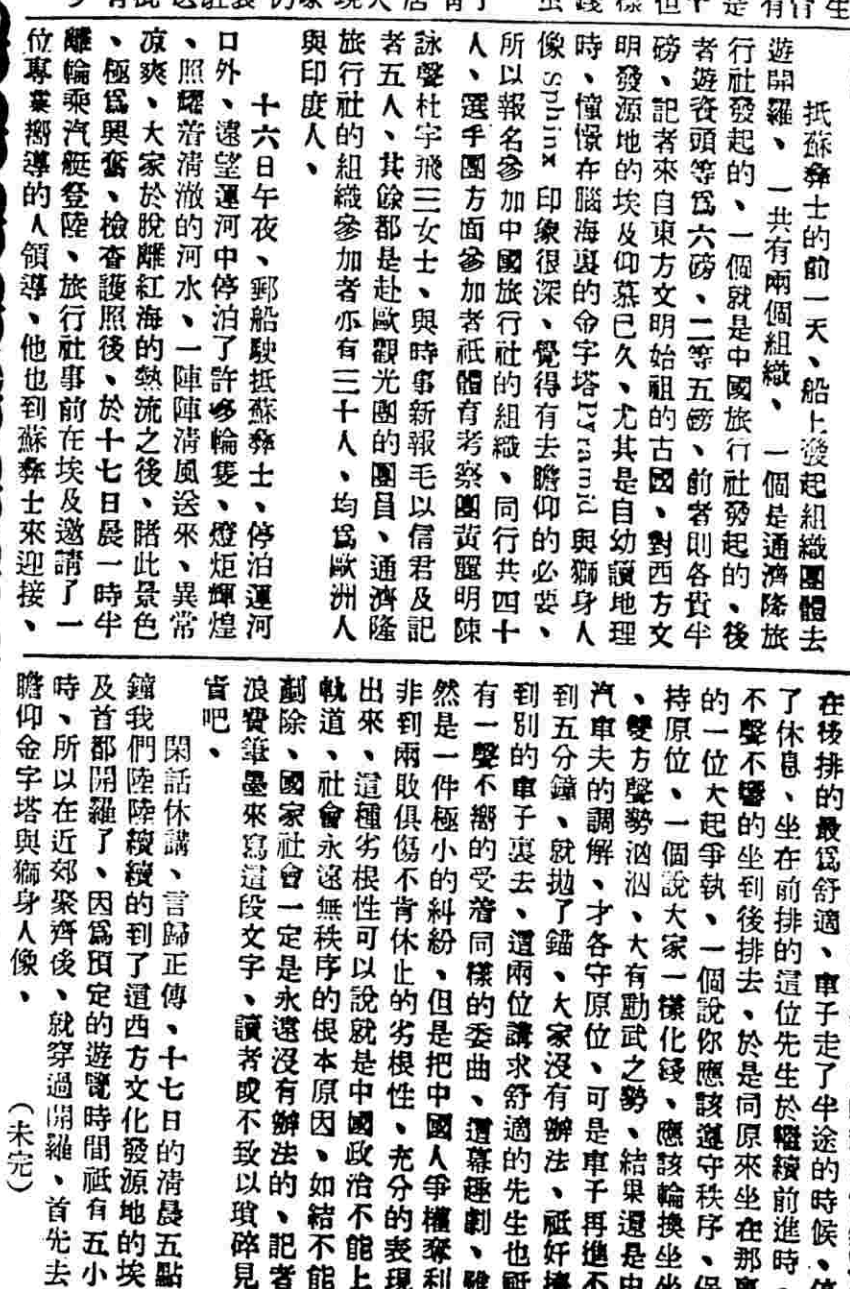 抵蘇彝士的前一天、船上發起組織團體去
遊開羅、一共有兩個組織、一個是通濟隆旅
行社發起的、一個就是中國旅行社發起的、後
者遊資頭等爲六磅、二等五磅、前者則各貴半
磅、記者來自東方文明始祖的古國、對西方文
明發源地的埃及仰慕已久、尤其是自幼讀地理
時、憧憬在腦海裏的金字塔Pyramid與獅身人
像Sphinx印象很深、覺得有去瞻仰的必要、
所以報名參加中國旅行社的組織、同行共四十
人、選手團方面參加者祇體育考察團黃麗明陳
詠聲杜宇飛三女士、與時事新報毛以信君及記
者五人、其餘都是赴歐觀光團的團員、通濟隆
旅行社的組織參加者亦有三十人、均爲歐洲人
與印度人、
十六日午夜、郵船駛抵蘇彝士、停泊運河
口外、遠望運河中停泊了許多輪隻、燈炬輝煌
、照耀着清澈的河水、一陣陣清風送來、異常
凉爽、大家於脫離紅海的熱流之後、睹此景色
、極爲興奮、檢查護照後、於十七日晨一時半
離輪乘汽艇登陸、旅行社事前在埃及邀請了一
位專業嚮導的人領導、他也到蘇彝士來迎接、
在後排的最爲舒適、車子走了半途的時候、
了休息、坐在前排的這位先生於繼續前進時、
不聲不響的坐到後排去、於是同原來坐在那
的一位大起爭執、一個說你應該遵守秩序、
持原位、一個說大家一樣化錢、應該輪換坐
、雙方聲勢汹汹、大有動武之勢、結果還是
汽車夫的調解、才各守原位、可是車子再進不
到五分鐘、就抛了錨、大家沒有辦法、祇好
到別的車子裏去、這兩位講求舒適的先生也
有一聲不嚮的受着同樣的委曲、這幕趣劇、雖
然是一件極小的糾紛、但是把中國人爭權奪利
非到兩敗俱傷不肯休止的劣根性、充分的表現
出來、這種劣根性可以說就是中國政治不能上
軌道、社會永遠無秩序的根本原因、如結不能
剷除、國家社會一定是永遠沒有辦法的、記者
浪費筆墨來寫這段文字、讀者或不致以瑣碎見
吧、
閑話休講、言歸正傳、十七日的清晨五點
鐘我們陸陸續續的到了這西方文化發源地的埃
及首都開羅了、因爲預定的遊覽時間祇有五小
時、所以在近郊聚齊後、就穿過開羅、首先去
瞻仰金字塔與獅身人像、
（未完）